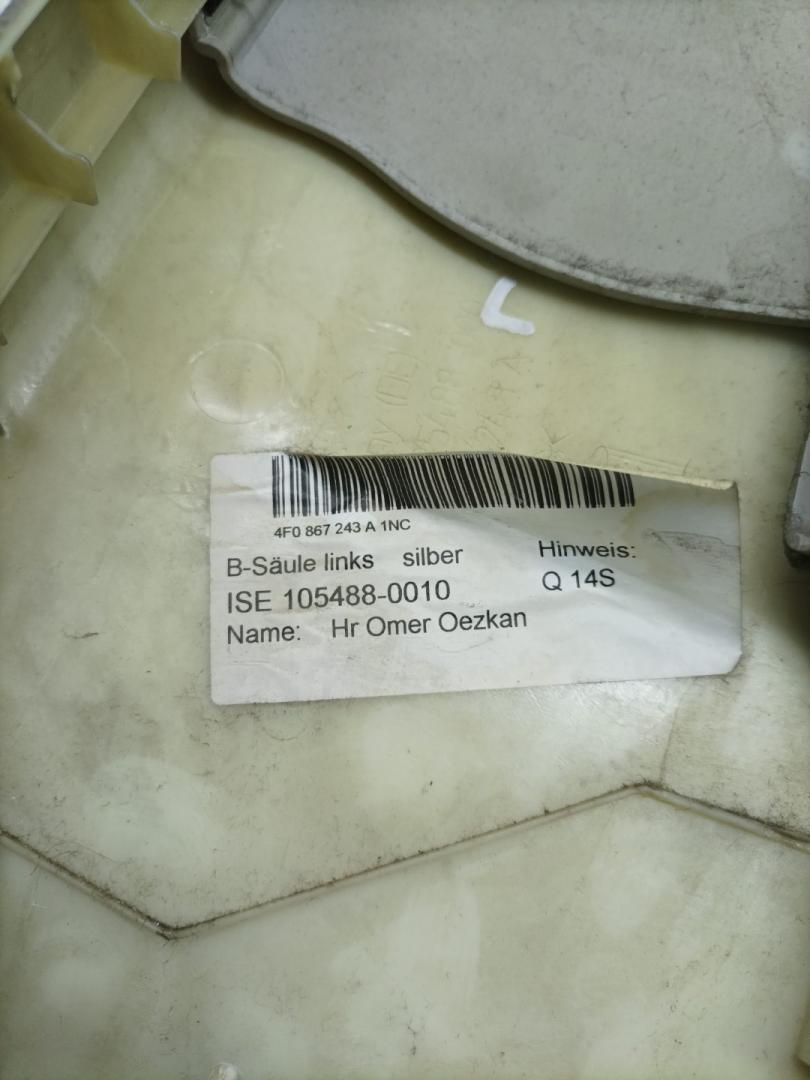 L
4F0 867 243 A 1NC
B-Säule links silber
Hinweis:
ISE 105488-0010
Q 14S
Name: Hr Omer Oezkan